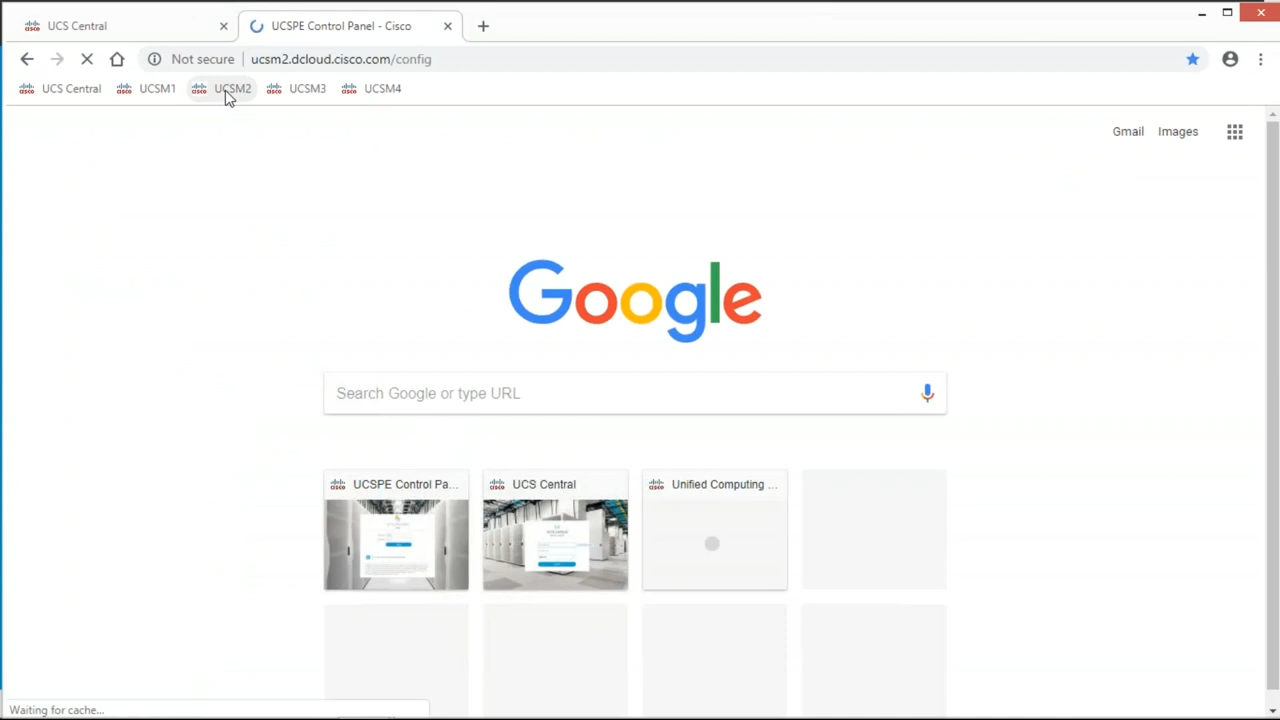 UCS Central
UCSPE Control Panel - Cisco
Not secure
ucsm2.dcloud.cisco.com/config
UCS Central
UCSM1
UCSM2
UCSM3
UCSM4
Gmail
Images
Google
Search Google or type URL
UCSPE Control Pa...
UCS Central
Unified Computing ...
Waiting for cache...